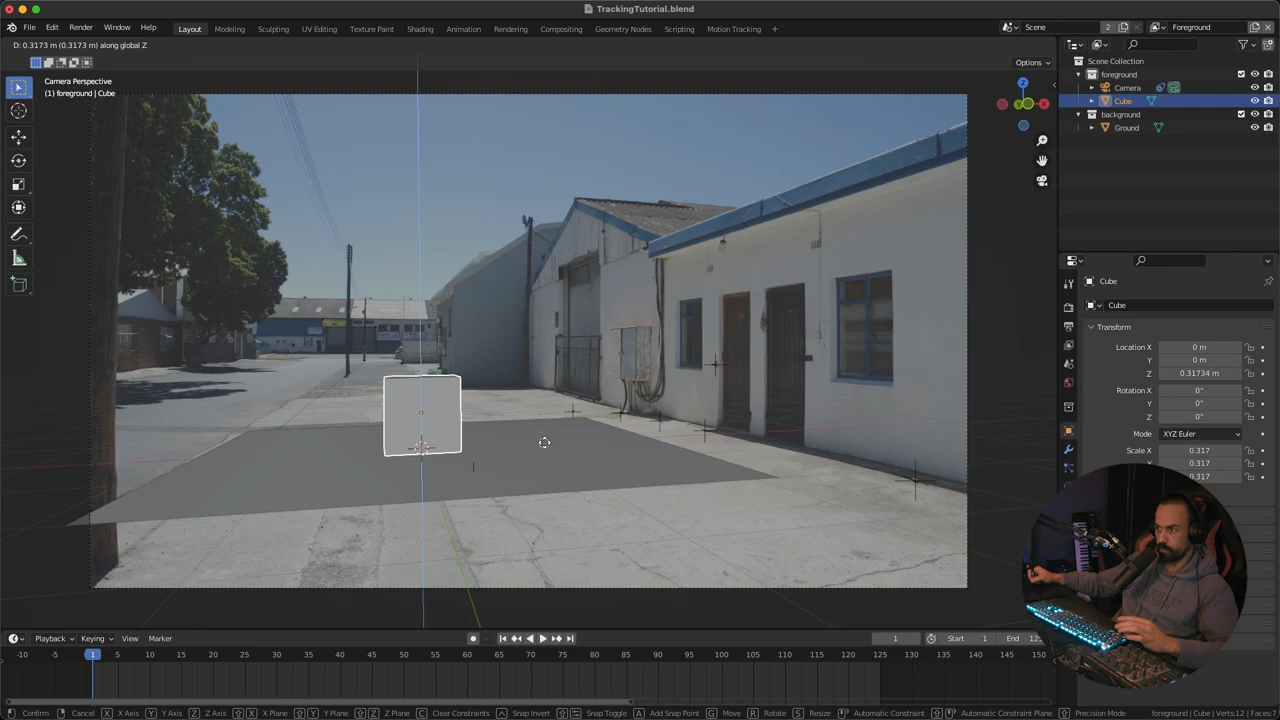 TrackingTutorial.blend
File Edit Render Window Help Layout Modeling Sculpting UV Editing Texture Paint Shading Animation Rendering Compositing Geometry Nodes Scripting Motion Tracking + Scene 2 Foreground
D: 0.3173 m (0.3173 m) along global Z
Options
Camera Perspective
(1) foreground | Cube
Z
Y
X
Scene Collection
foreground
Camera
Cube
background
Ground
Cube
Cube
Transform
Location X 0 m
Y 0 m
Z 0.31734 m
Rotation X 0°
Y 0°
Z 0°
Mode XYZ Euler
Scale X 0.317
0.317
0.317
Playback Keying View Marker 1 Start 1 End
-10 -5 1 5 10 15 20 25 30 35 40 45 50 55 60 65 70 75 80 85 90 95 100 105 110 115 120 125 130 135 140 145 150
Confirm Cancel X X Axis Y Y Axis Z Z Axis X X Plane Y Y Plane Z Z Plane C Clear Constraints Snap Invert Snap Toggle A Add Snap Point G Move R Rotate S Resize Automatic Constraint Automatic Constraint Plane Precision Mode foreground | Cube | Verts:12 | Faces:7